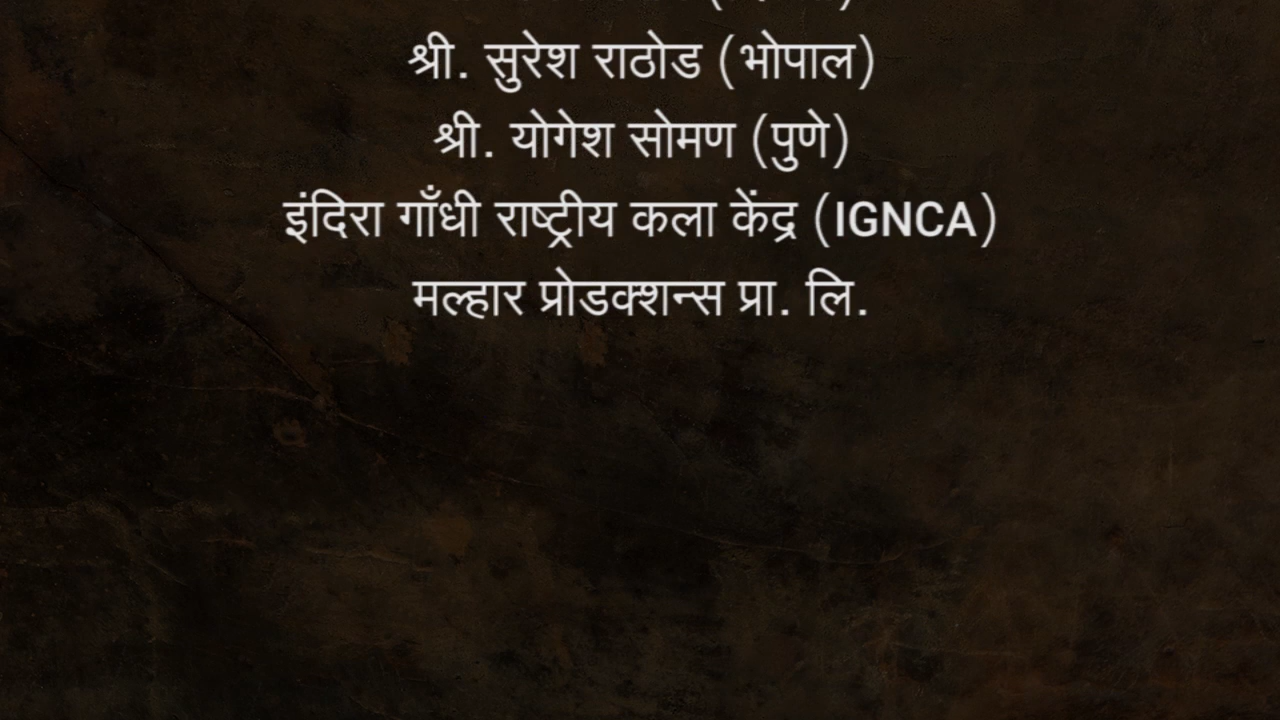 श्री. सुरेश राठोड (भोपाल)
श्री. योगेश सोमण (पुणे)
इंदिरा गाँधी राष्ट्रीय कला केंद्र (IGNCA)
मल्हार प्रोडक्शन्स प्रा. लि.